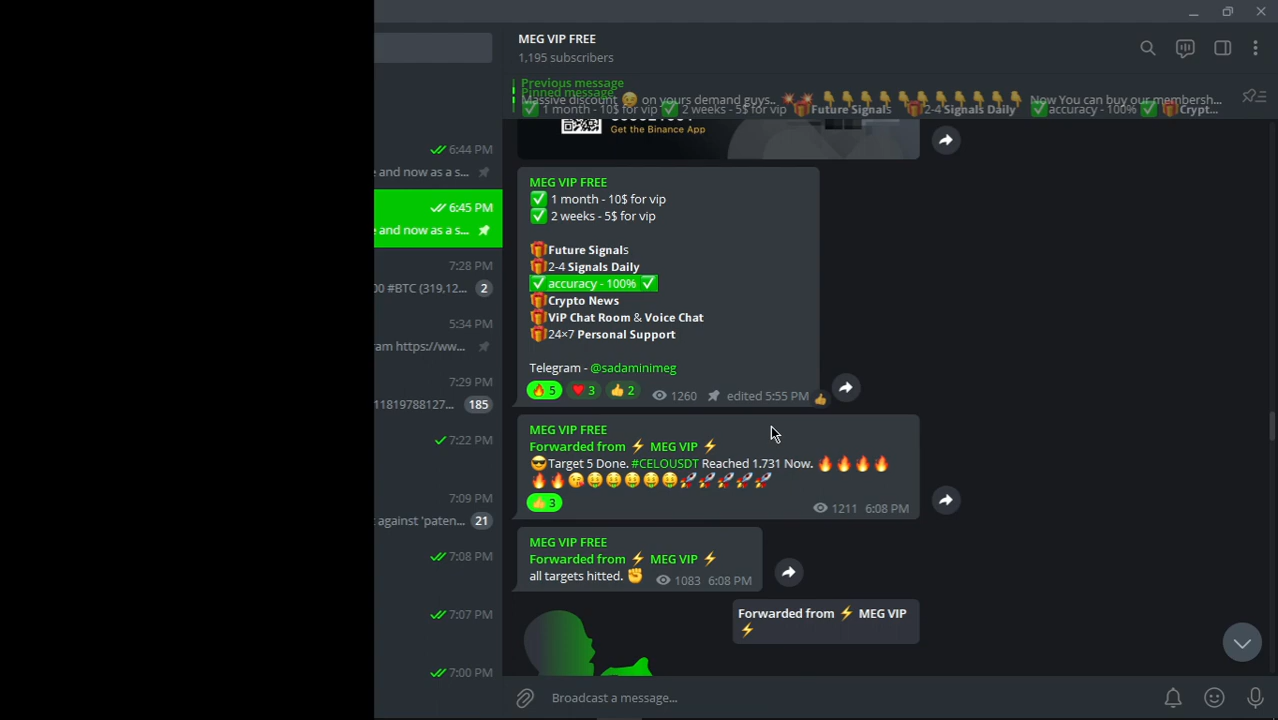 MEG VIP FREE
1,195 subscribers
Previous message
Pinned message
Massive discount 😢 on yours demand guys.. 💥👇👇👇👇👇👇👇👇👇👇 Now You can buy our membersh...
✅ 1 month - 10$ for vip ✅ 2 weeks - 5$ for vip 🎁Future Signals 🎁2-4 Signals Daily ✅accuracy - 100% ✅ 🎁Crypt...
Get the Binance App
6:44 PM
e and now as a s...
6:45 PM
e and now as a s...
7:28 PM
00 #BTC (319,12... 2
5:34 PM
ram https://ww...
7:29 PM
11819788127... 185
7:22 PM
7:09 PM
against 'paten... 21
7:08 PM
7:07 PM
7:00 PM
MEG VIP FREE
✅ 1 month - 10$ for vip
✅ 2 weeks - 5$ for vip
🎁Future Signals
🎁2-4 Signals Daily
✅ accuracy - 100% ✅
🎁Crypto News
🎁ViP Chat Room & Voice Chat
🎁24×7 Personal Support
Telegram - @sadaminimeg
🔥 5 ❤️ 3 👍 2 1260 edited 5:55 PM
MEG VIP FREE
Forwarded from ⚡ MEG VIP ⚡
😎Target 5 Done. #CELOUSDT Reached 1.731 Now. 🔥🔥🔥🔥
🔥🔥😘🤑🤑🤑🤑🤑🚀🚀🚀🚀🚀
👍 3 1211 6:08 PM
MEG VIP FREE
Forwarded from ⚡ MEG VIP ⚡
all targets hitted. ✊ 1083 6:08 PM
Forwarded from ⚡ MEG VIP
⚡
Broadcast a message...